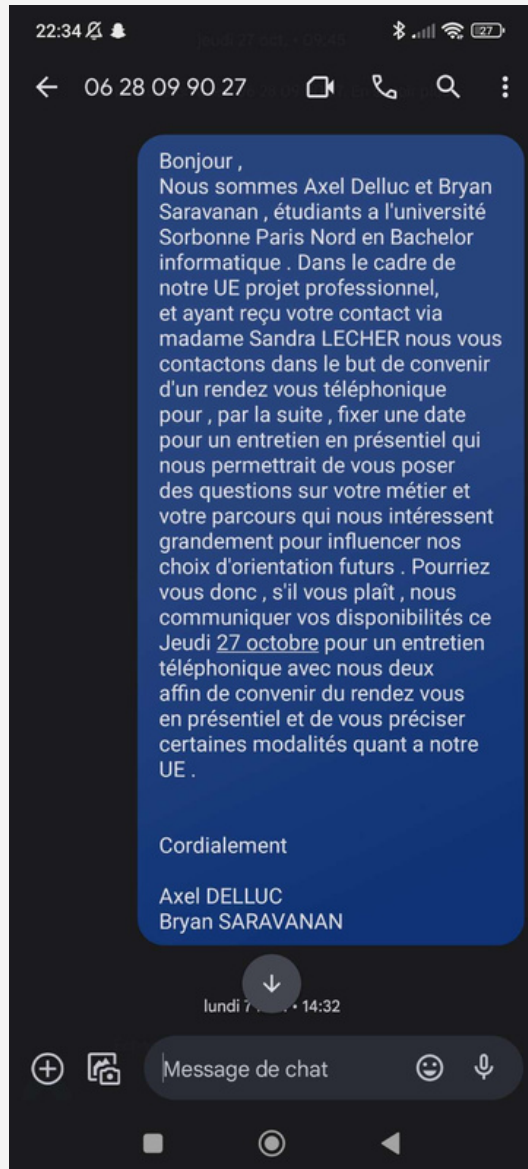 22:34
27
jeudi 27 oct. • 09:43
06 28 09 90 27
Bonjour ,
Nous sommes Axel Delluc et Bryan
Saravanan , étudiants a l'université
Sorbonne Paris Nord en Bachelor
informatique . Dans le cadre de
notre UE projet professionnel,
et ayant reçu votre contact via
madame Sandra LECHER nous vous
contactons dans le but de convenir
d'un rendez vous téléphonique
pour , par la suite , fixer une date
pour un entretien en présentiel qui
nous permettrait de vous poser
des questions sur votre métier et
votre parcours qui nous intéressent
grandement pour influencer nos
choix d'orientation futurs . Pourriez
vous donc , s'il vous plaît , nous
communiquer vos disponibilités ce
Jeudi 27 octobre pour un entretien
téléphonique avec nous deux
affin de convenir du rendez vous
en présentiel et de vous préciser
certaines modalités quant a notre
UE .
Cordialement
Axel DELLUC
Bryan SARAVANAN
lundi 7 • 14:32
Message de chat